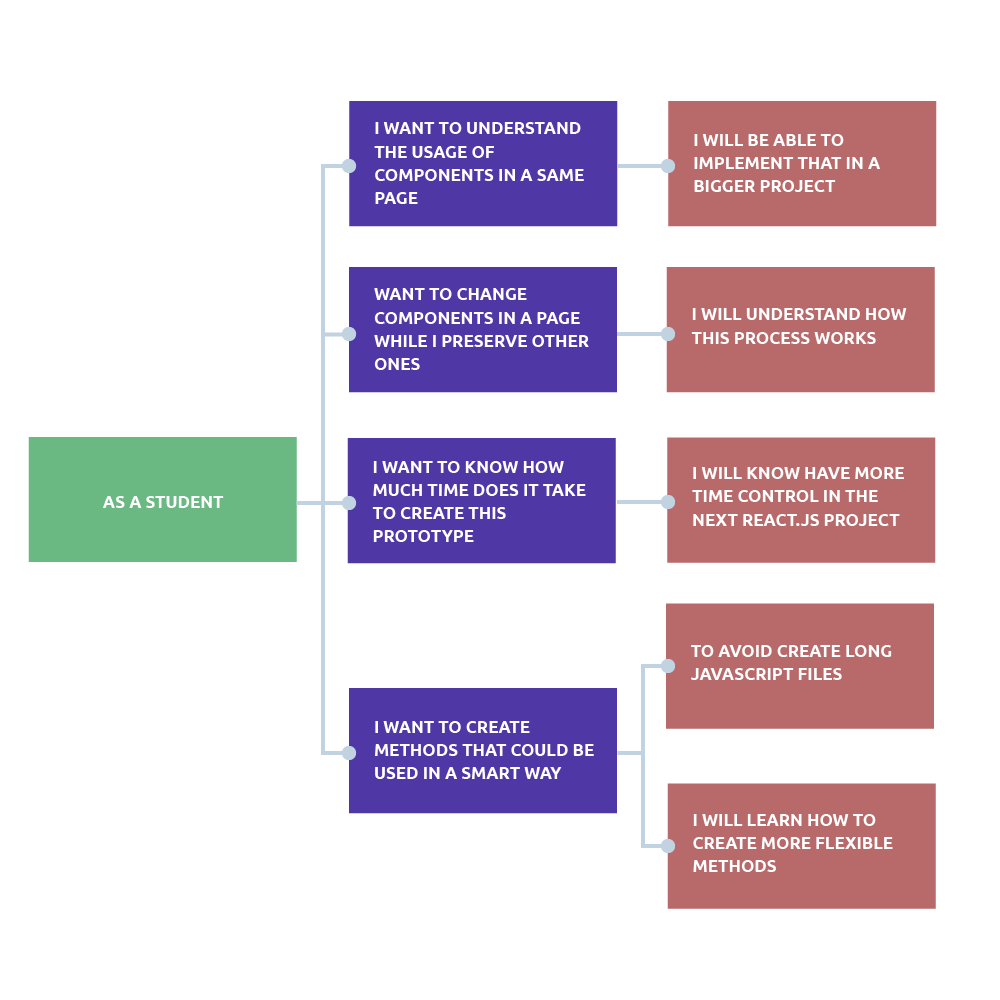 AS A STUDENT
I WANT TO UNDERSTAND
THE USAGE OF
COMPONENTS IN A SAME
PAGE
I WILL BE ABLE TO
IMPLEMENT THAT IN A
BIGGER PROJECT
WANT TO CHANGE
COMPONENTS IN A PAGE
WHILE I PRESERVE OTHER
ONES
I WILL UNDERSTAND HOW
THIS PROCESS WORKS
I WANT TO KNOW HOW
MUCH TIME DOES IT TAKE
TO CREATE THIS
PROTOTYPE
I WILL KNOW HAVE MORE
TIME CONTROL IN THE
NEXT REACT.JS PROJECT
I WANT TO CREATE
METHODS THAT COULD BE
USED IN A SMART WAY
TO AVOID CREATE LONG
JAVASCRIPT FILES
I WILL LEARN HOW TO
CREATE MORE FLEXIBLE
METHODS